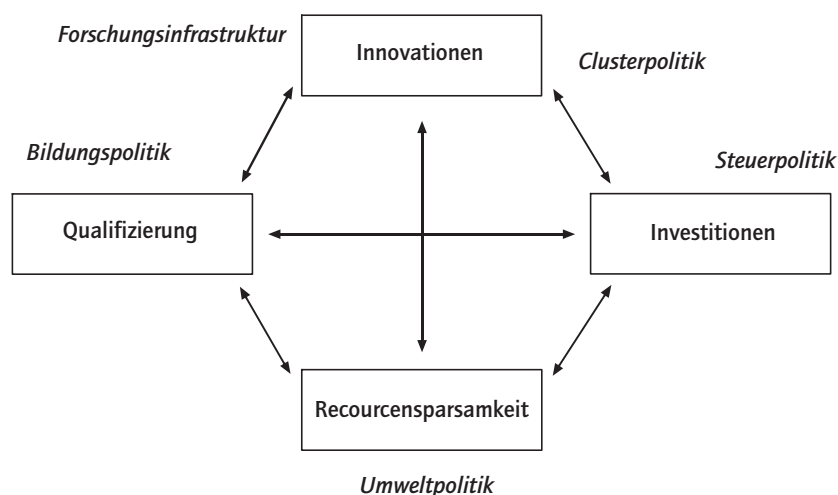 Forschungsinfrastruktur
Innovationen
Clusterpolitik
Bildungspolitik
Steuerpolitik
Qualifizierung
Investitionen
Recourcensparsamkeit
Umweltpolitik